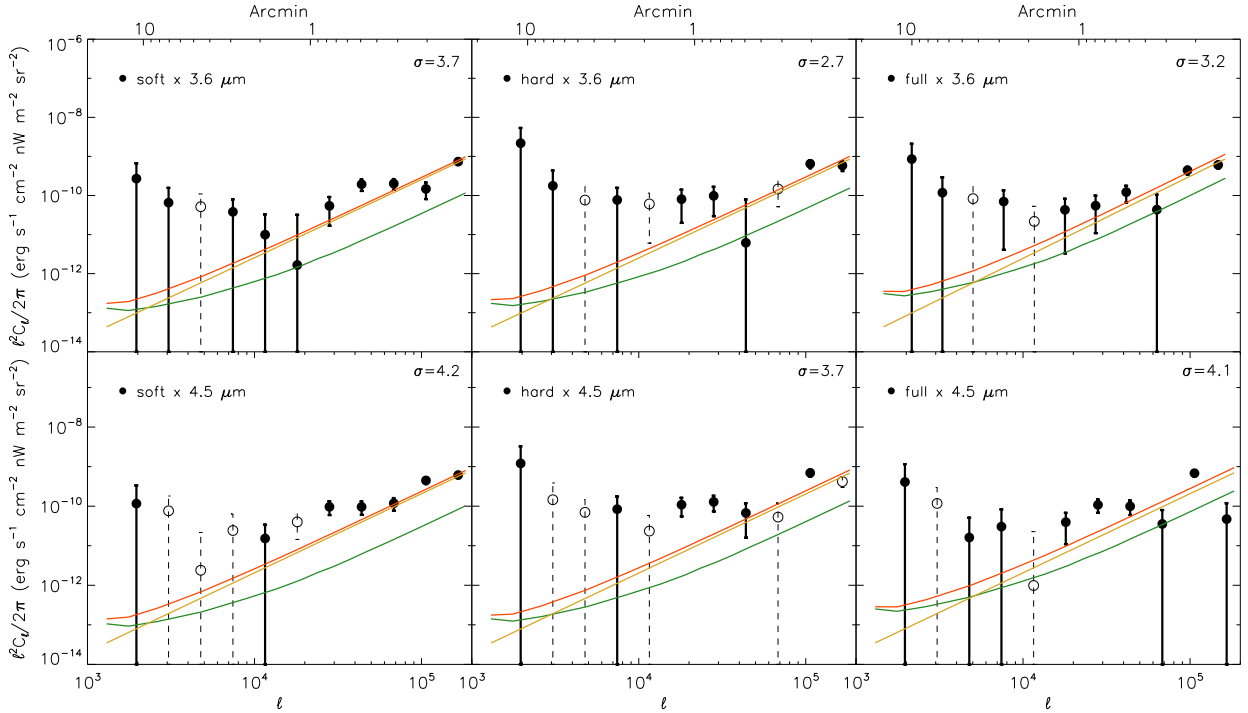 Arcmin Arcmin Arcmin
10 1 10 1 10 1
10⁻⁶
σ=3.7 σ=2.7 σ=3.2
soft x 3.6 μm hard x 3.6 μm full x 3.6 μm
10⁻⁸
10⁻¹⁰
10⁻¹²
10⁻¹⁴
ℓ²Cℓ/2π (erg s⁻¹ cm⁻² nW m⁻² sr⁻²)
σ=4.2 σ=3.7 σ=4.1
soft x 4.5 μm hard x 4.5 μm full x 4.5 μm
10⁻⁸
10⁻¹⁰
10⁻¹²
10⁻¹⁴
ℓ²Cℓ/2π (erg s⁻¹ cm⁻² nW m⁻² sr⁻²)
10³ 10⁴ 10⁵ 10³ 10⁴ 10⁵ 10³ 10⁴ 10⁵
ℓ ℓ ℓ